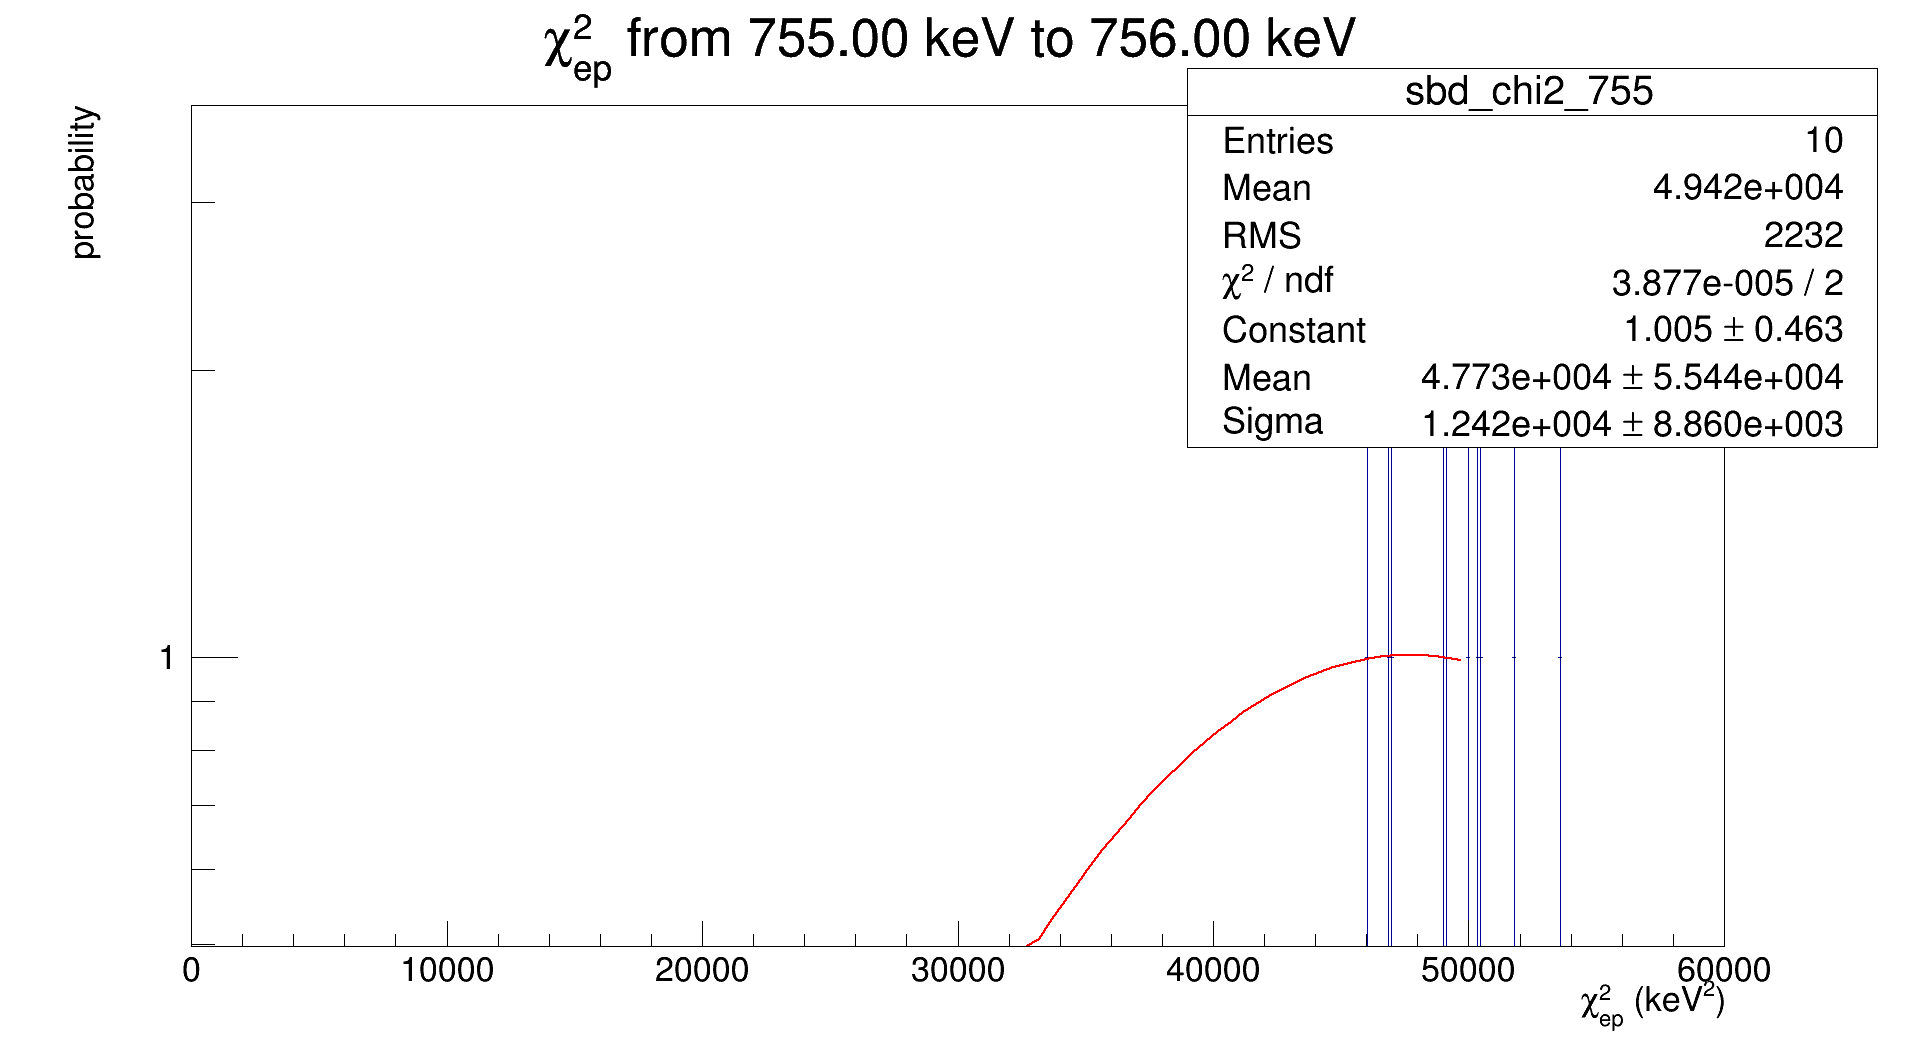 χ²ep from 755.00 keV to 756.00 keV
probability
sbd_chi2_755
Entries 10
Mean 4.942e+004
RMS 2232
χ² / ndf 3.877e-005 / 2
Constant 1.005 ± 0.463
Mean 4.773e+004 ± 5.544e+004
Sigma 1.242e+004 ± 8.860e+003
1
0 10000 20000 30000 40000 50000 60000
χ²ep (keV²)